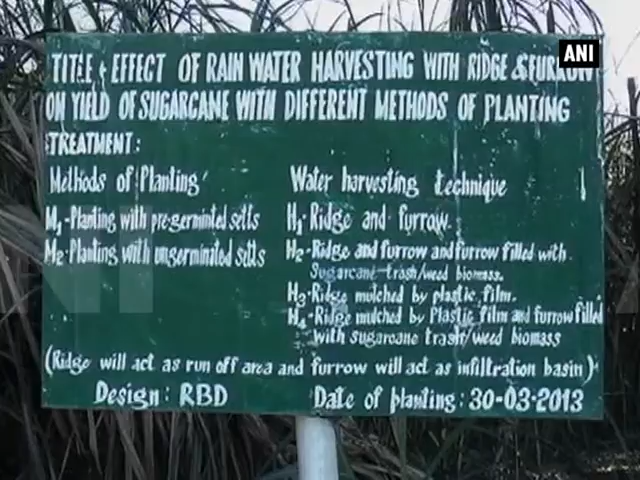 ANI
TITLE : EFFECT OF RAIN WATER HARVESTING WITH RIDGE & FURROW
ON YIELD OF SUGARCANE WITH DIFFERENT METHODS OF PLANTING
TREATMENT:
Methods of Planting
Water harvesting technique
M1-Planting with pregerminted setts
M2-Planting with ungerminited setts
H1-Ridge and furrow.
H2-Ridge and furrow and furrow filled with
Sugarcane trash/weed biomass.
H3-Ridge mulched by plastic film.
H4-Ridge mulched by Plastic film and furrow filled
with sugarcane trash/weed biomass
(Ridge will act as run off area and furrow will act as infiltration basin)
Design: RBD
Date of planting: 30-03-2013